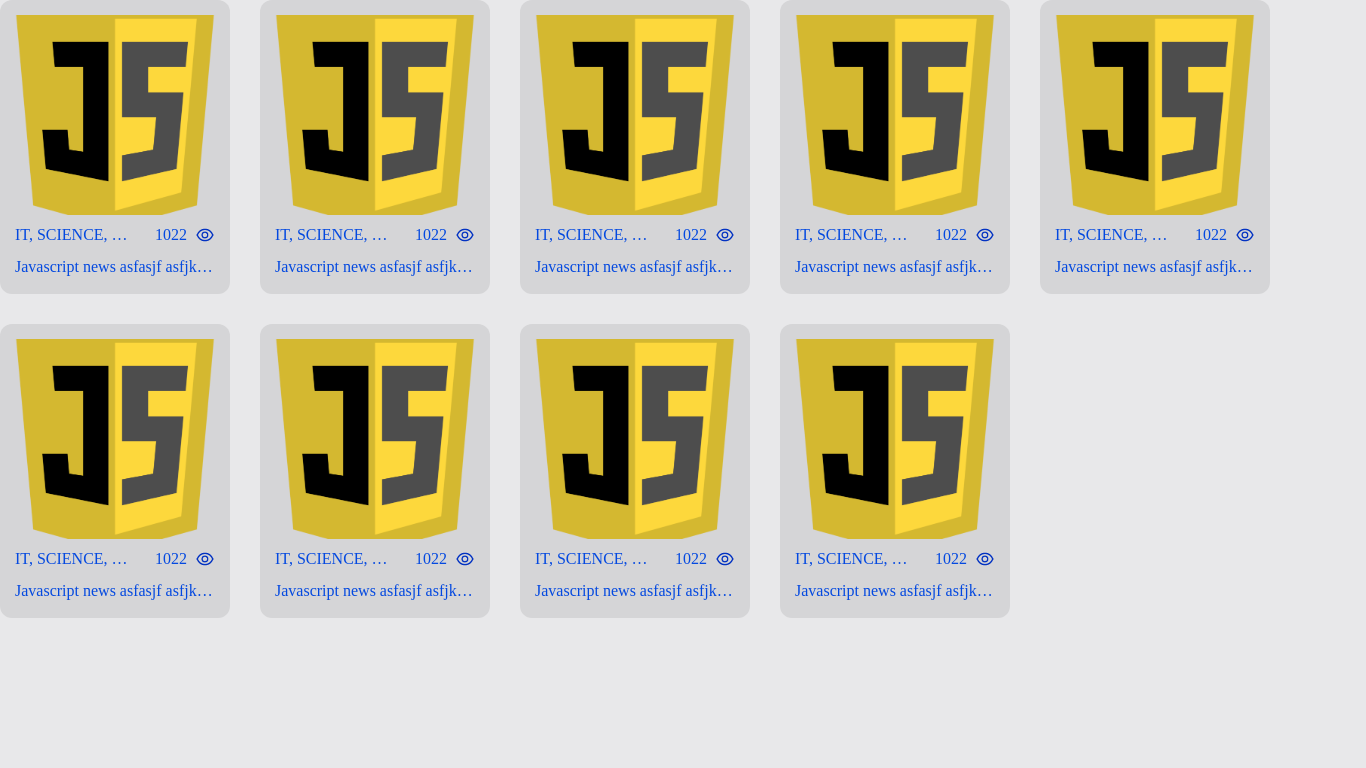 JS JS JS JS JS
IT, SCIENCE, … 1022 IT, SCIENCE, … 1022 IT, SCIENCE, … 1022 IT, SCIENCE, … 1022 IT, SCIENCE, … 1022
Javascript news asfasjf asfjk… Javascript news asfasjf asfjk… Javascript news asfasjf asfjk… Javascript news asfasjf asfjk… Javascript news asfasjf asfjk…
JS JS JS JS
IT, SCIENCE, … 1022 IT, SCIENCE, … 1022 IT, SCIENCE, … 1022 IT, SCIENCE, … 1022
Javascript news asfasjf asfjk… Javascript news asfasjf asfjk… Javascript news asfasjf asfjk… Javascript news asfasjf asfjk…